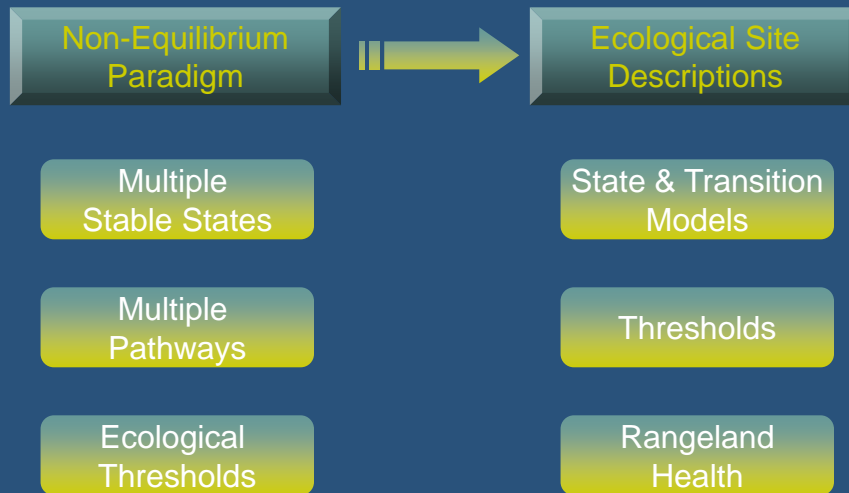 Non-Equilibrium
Paradigm
Ecological Site
Descriptions
Multiple
Stable States
State & Transition
Models
Multiple
Pathways
Thresholds
Ecological
Thresholds
Rangeland
Health